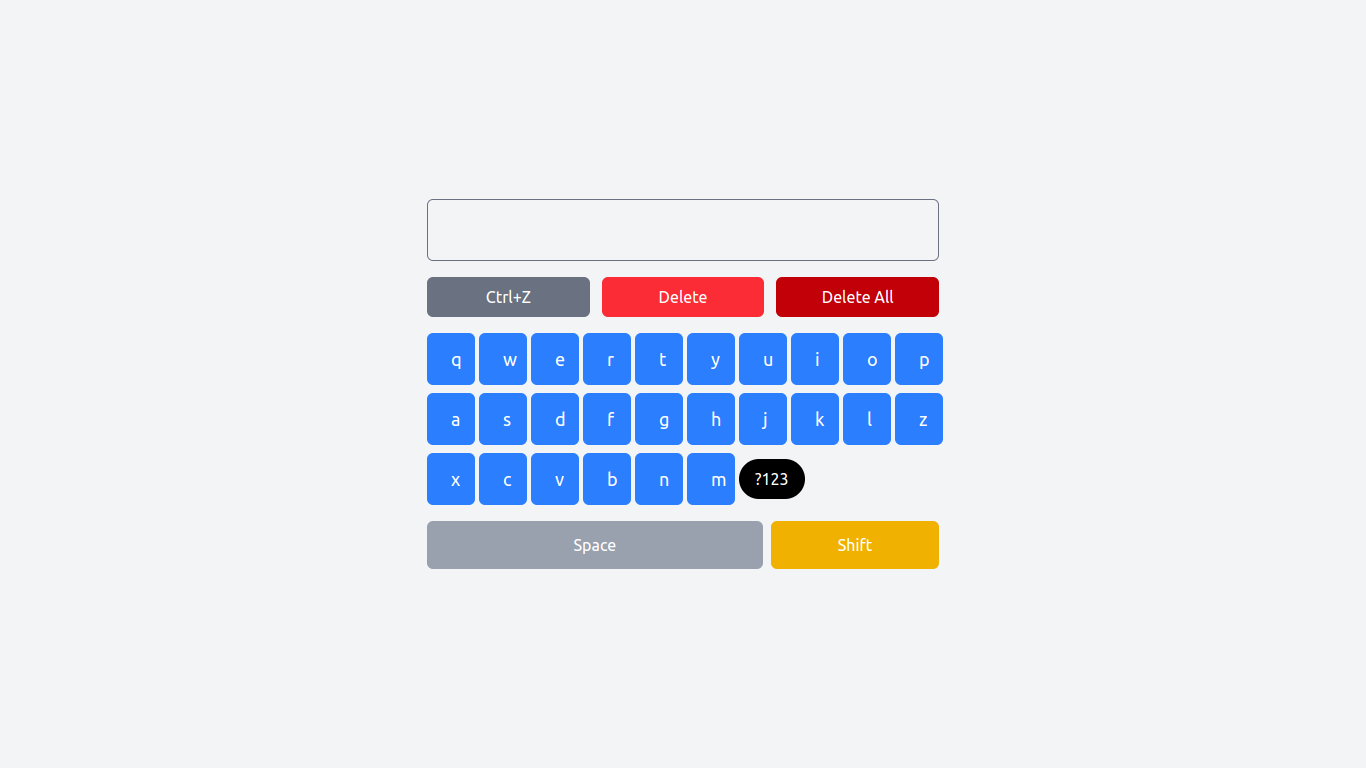 Ctrl+Z Delete Delete All
q w e r t y u i o p
a s d f g h j k l z
x c v b n m ?123
Space Shift